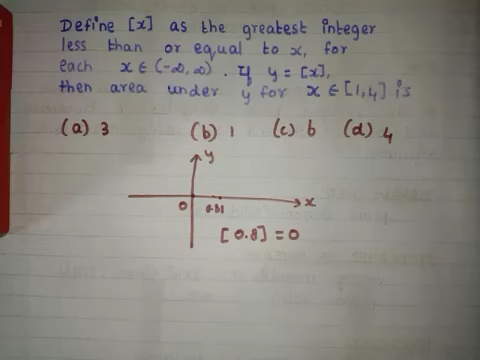 Define [x] as the greatest integer
less than or equal to x, for
each x ∈ (-∞, ∞). If y = [x],
then area under y for x ∈ [1,4] is
(a) 3 (b) 1 (c) 6 (d) 4
y
0 0.81 x
[0.8] = 0